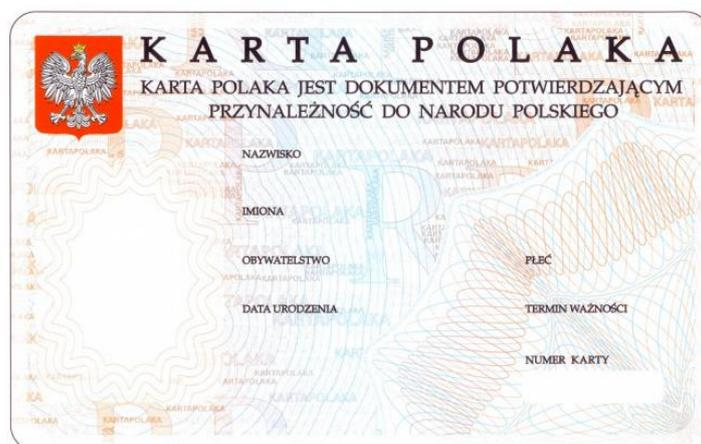 KARTA POLAKA
KARTA POLAKA JEST DOKUMENTEM POTWIERDZAJĄCYM
PRZYNALEŻNOŚĆ DO NARODU POLSKIEGO
NAZWISKO
IMIONA
OBYWATELSTWO
PŁEĆ
DATA URODZENIA
TERMIN WAŻNOŚCI
NUMER KARTY